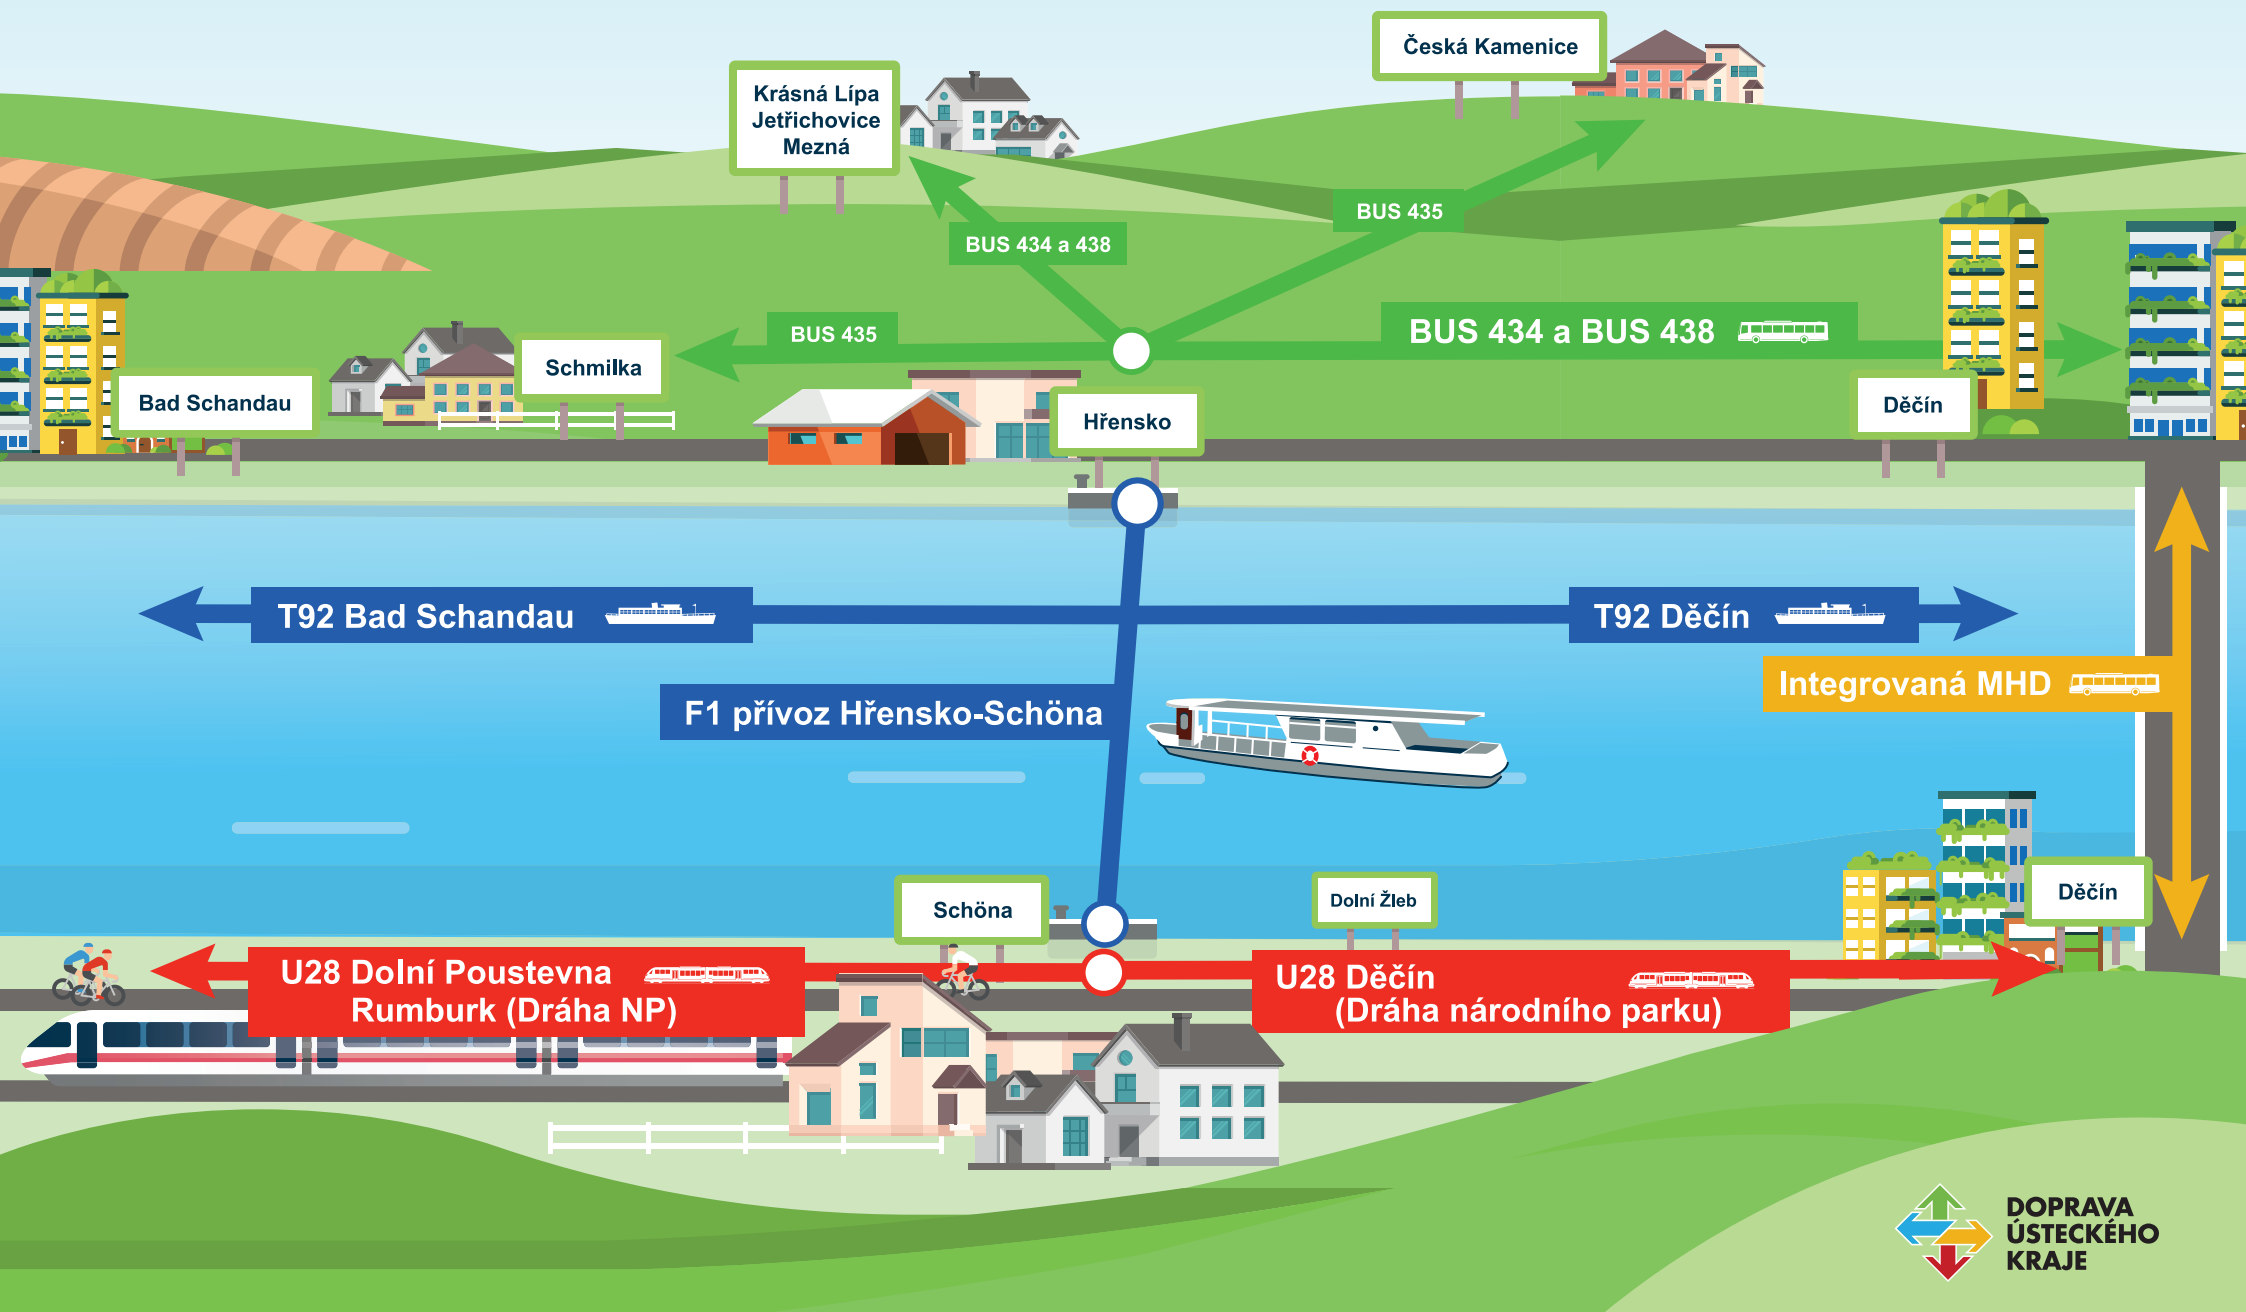 Česká Kamenice
Krásná Lípa
Jetřichovice
Mezná
BUS 435
BUS 434 a 438
BUS 435
BUS 434 a BUS 438
Schmilka
Bad Schandau
Hřensko
Děčín
T92 Bad Schandau
T92 Děčín
Integrovaná MHD
F1 přívoz Hřensko-Schöna
Schöna
Dolní Žleb
Děčín
U28 Dolní Poustevna
Rumburk (Dráha NP)
U28 Děčín
(Dráha národního parku)
DOPRAVA
ÚSTECKÉHO
KRAJE